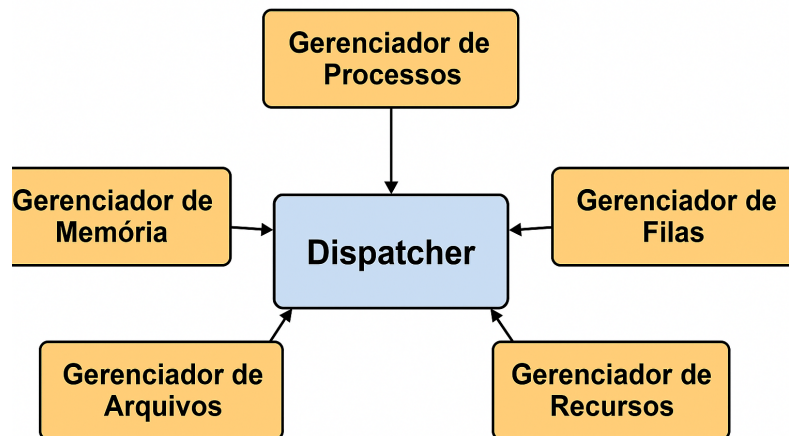 Gerenciador de
Processos
Gerenciador de
Memória
Dispatcher
Gerenciador de
Filas
Gerenciador de
Arquivos
Gerenciador de
Recursos